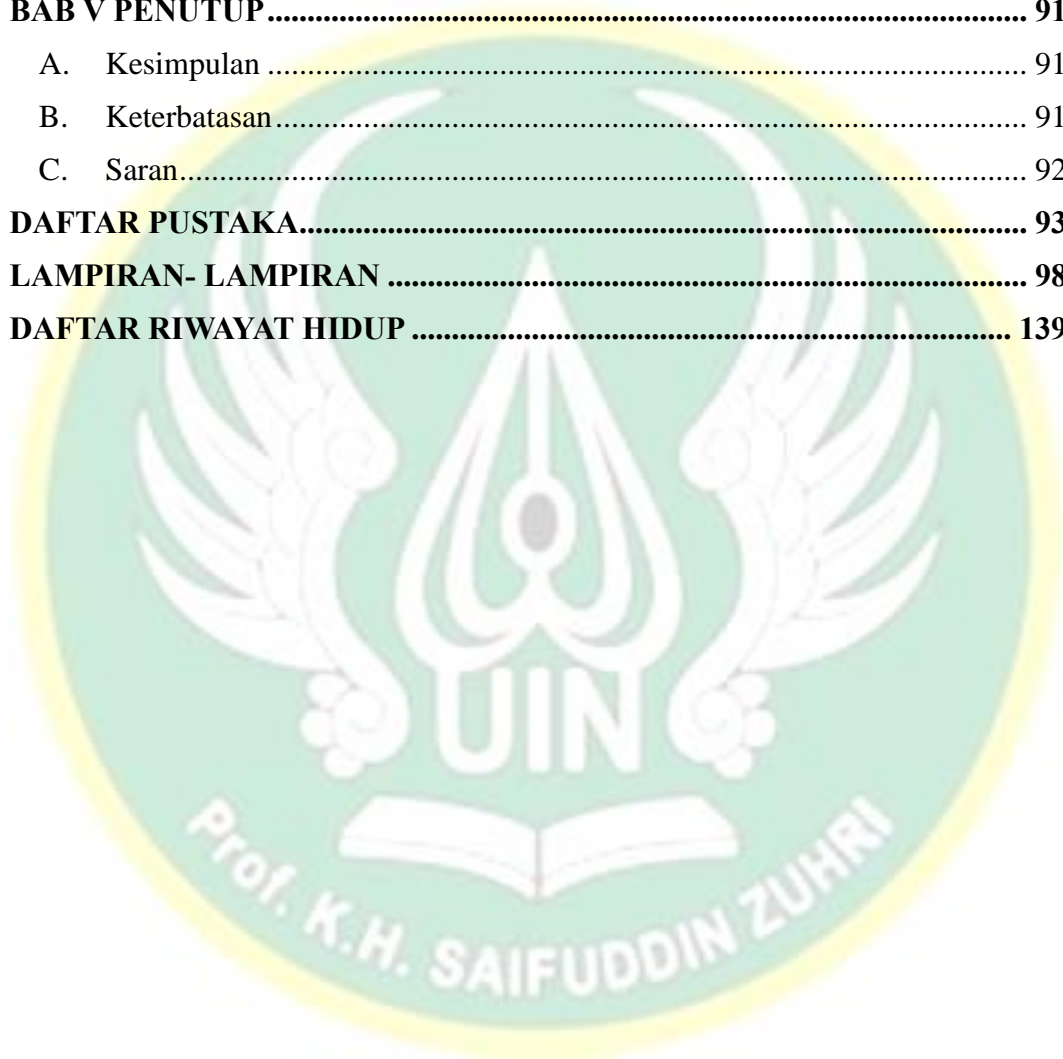 BAB V PENUTUP................................................................................................ 91
A. Kesimpulan ................................................................................................ 91
B. Keterbatasan............................................................................................... 91
C. Saran........................................................................................................... 92
DAFTAR PUSTAKA............................................................................................ 93
LAMPIRAN- LAMPIRAN ................................................................................. 98
DAFTAR RIWAYAT HIDUP ........................................................................... 139
UIN
Prof. K.H. SAIFUDDIN ZUHRI